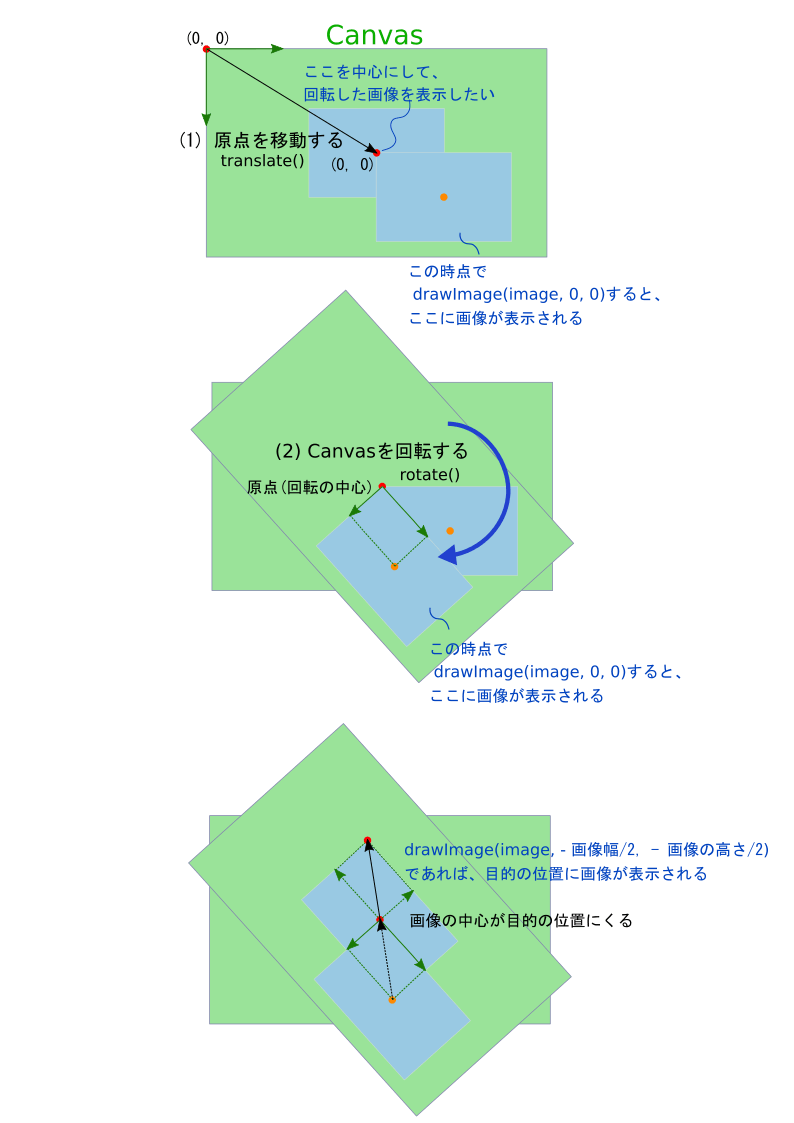 Canvas
(0, 0)
ここを中心にして、
回転した画像を表示したい
(1) 原点を移動する
translate()
(0, 0)
この時点で
drawImage(image, 0, 0)すると、
ここに画像が表示される
(2) Canvasを回転する
rotate()
原点(回転の中心)
この時点で
drawImage(image, 0, 0)すると、
ここに画像が表示される
drawImage(image, - 画像幅/2, − 画像の高さ/2)
であれば、目的の位置に画像が表示される
画像の中心が目的の位置にくる